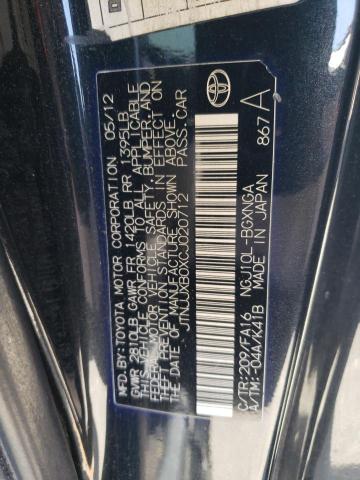 MFD.BY:TOYOTA MOTOR CORPORATION 05/12
GVWR 2810LB GAWR FR 1420LB RR 1395LB
THIS VEHICLE CONFORMS TO ALL APPLICABLE
FEDERAL MOTOR VEHICLE SAFETY, BUMPER, AND
THEFT PREVENTION STANDARDS IN EFFECT ON
THE DATE OF MANUFACTURE SHOWN ABOVE.
JTNJJXB0XCJ020712 PASS.CAR
C/TR:209/FA16 NGJ10L-BGXNGA
A/TM:-04A/K41B MADE IN JAPAN 867 A